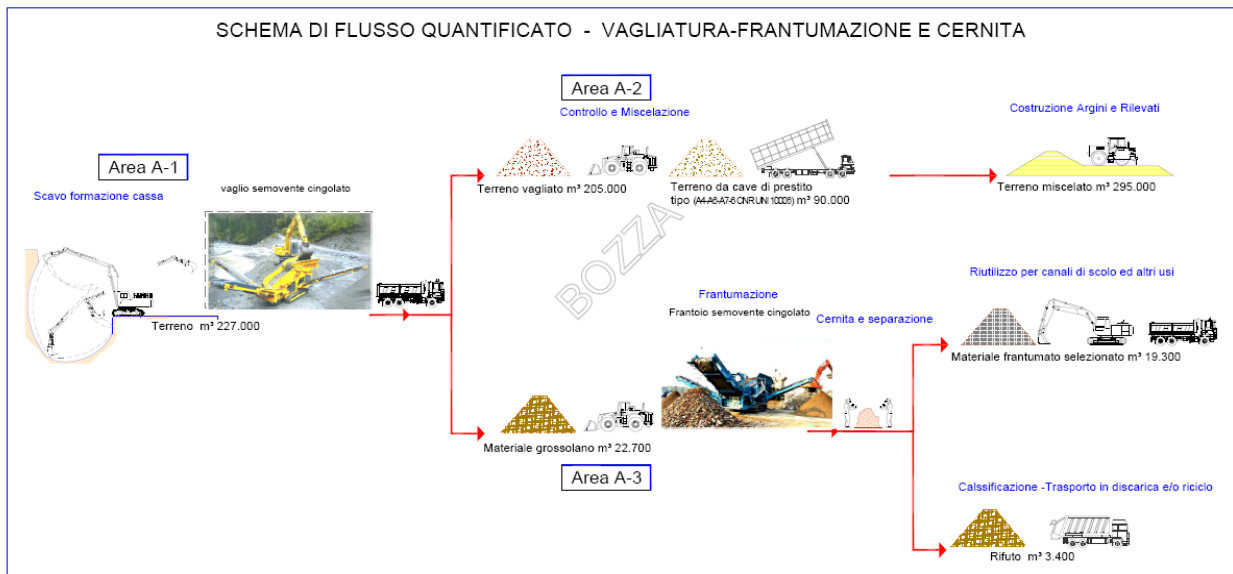 SCHEMA DI FLUSSO QUANTIFICATO - VAGLIATURA-FRANTUMAZIONE E CERNITA
Area A-1
Scavo formazione cassa
vaglio semovente cingolato
Terreno m³ 227.000
Area A-2
Controllo e Miscelazione
Terreno vagliato m³ 205.000
Terreno da cave di prestito
tipo (A4-A6-A7-6 CNR UNI 10006) m³ 90.000
Costruzione Argini e Rilevati
Terreno miscelato m³ 295.000
BOZZA
Frantumazione
Frantoio semovente cingolato
Materiale grossolano m³ 22.700
Area A-3
Cernita e separazione
Riutilizzo per canali di scolo ed altri usi
Materiale frantumato selezionato m³ 19.300
Calssificazione -Trasporto in discarica e/o riciclo
Rifuto m³ 3.400